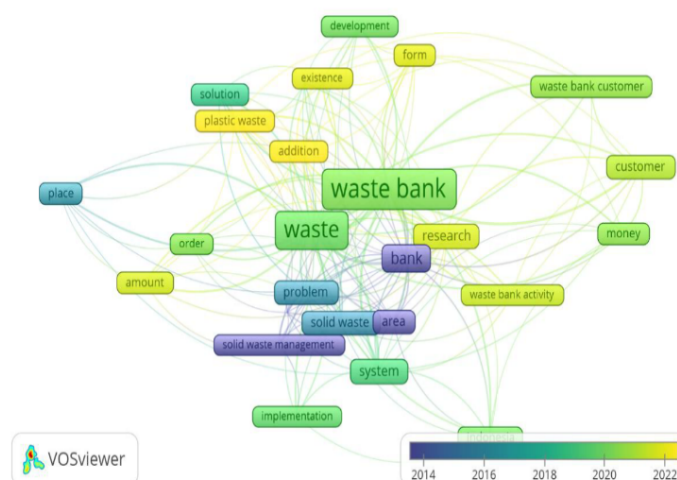 development
form
existence
waste bank customer
solution
plastic waste
addition
customer
waste bank
place
waste
money
research
order
bank
amount
problem
waste bank activity
solid waste
area
solid waste management
system
implementation
VOSviewer
2014 2016 2018 2020 2022